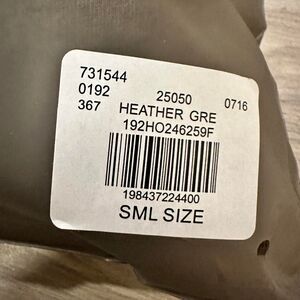 731544
0192 25050 0716
367 HEATHER GRE
192HO246259F
198437224400
SML SIZE